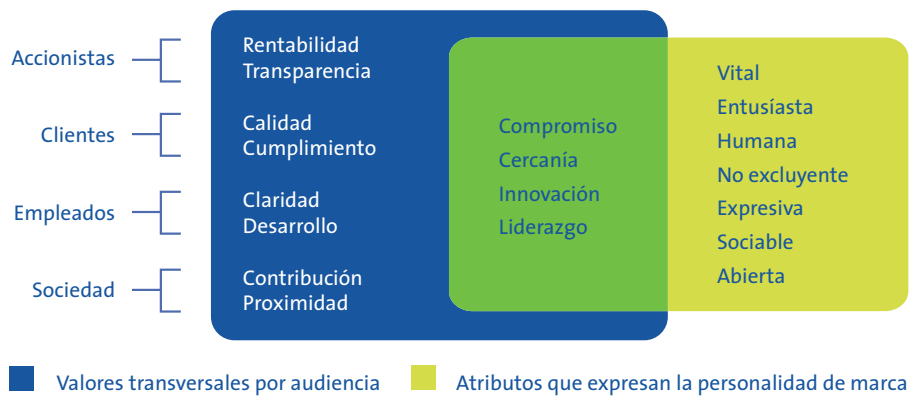 Accionistas
Rentabilidad
Transparencia
Clientes
Calidad
Cumplimiento
Empleados
Claridad
Desarrollo
Sociedad
Contribución
Proximidad
Compromiso
Cercanía
Innovación
Liderazgo
Vital
Entusíasta
Humana
No excluyente
Expresiva
Sociable
Abierta
Valores transversales por audiencia
Atributos que expresan la personalidad de marca